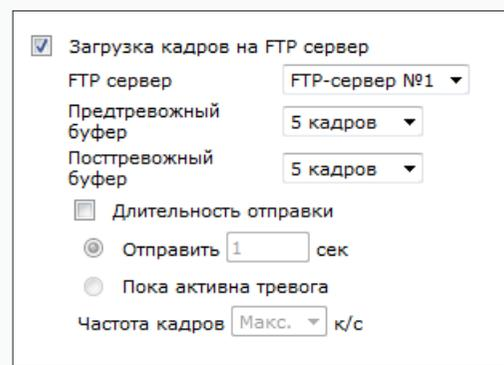 Загрузка кадров на FTP сервер
FTP сервер FTP-сервер №1
Предтревожный
буфер 5 кадров
Посттревожный
буфер 5 кадров
Длительность отправки
Отправить 1 сек
Пока активна тревога
Частота кадров Макс. к/с